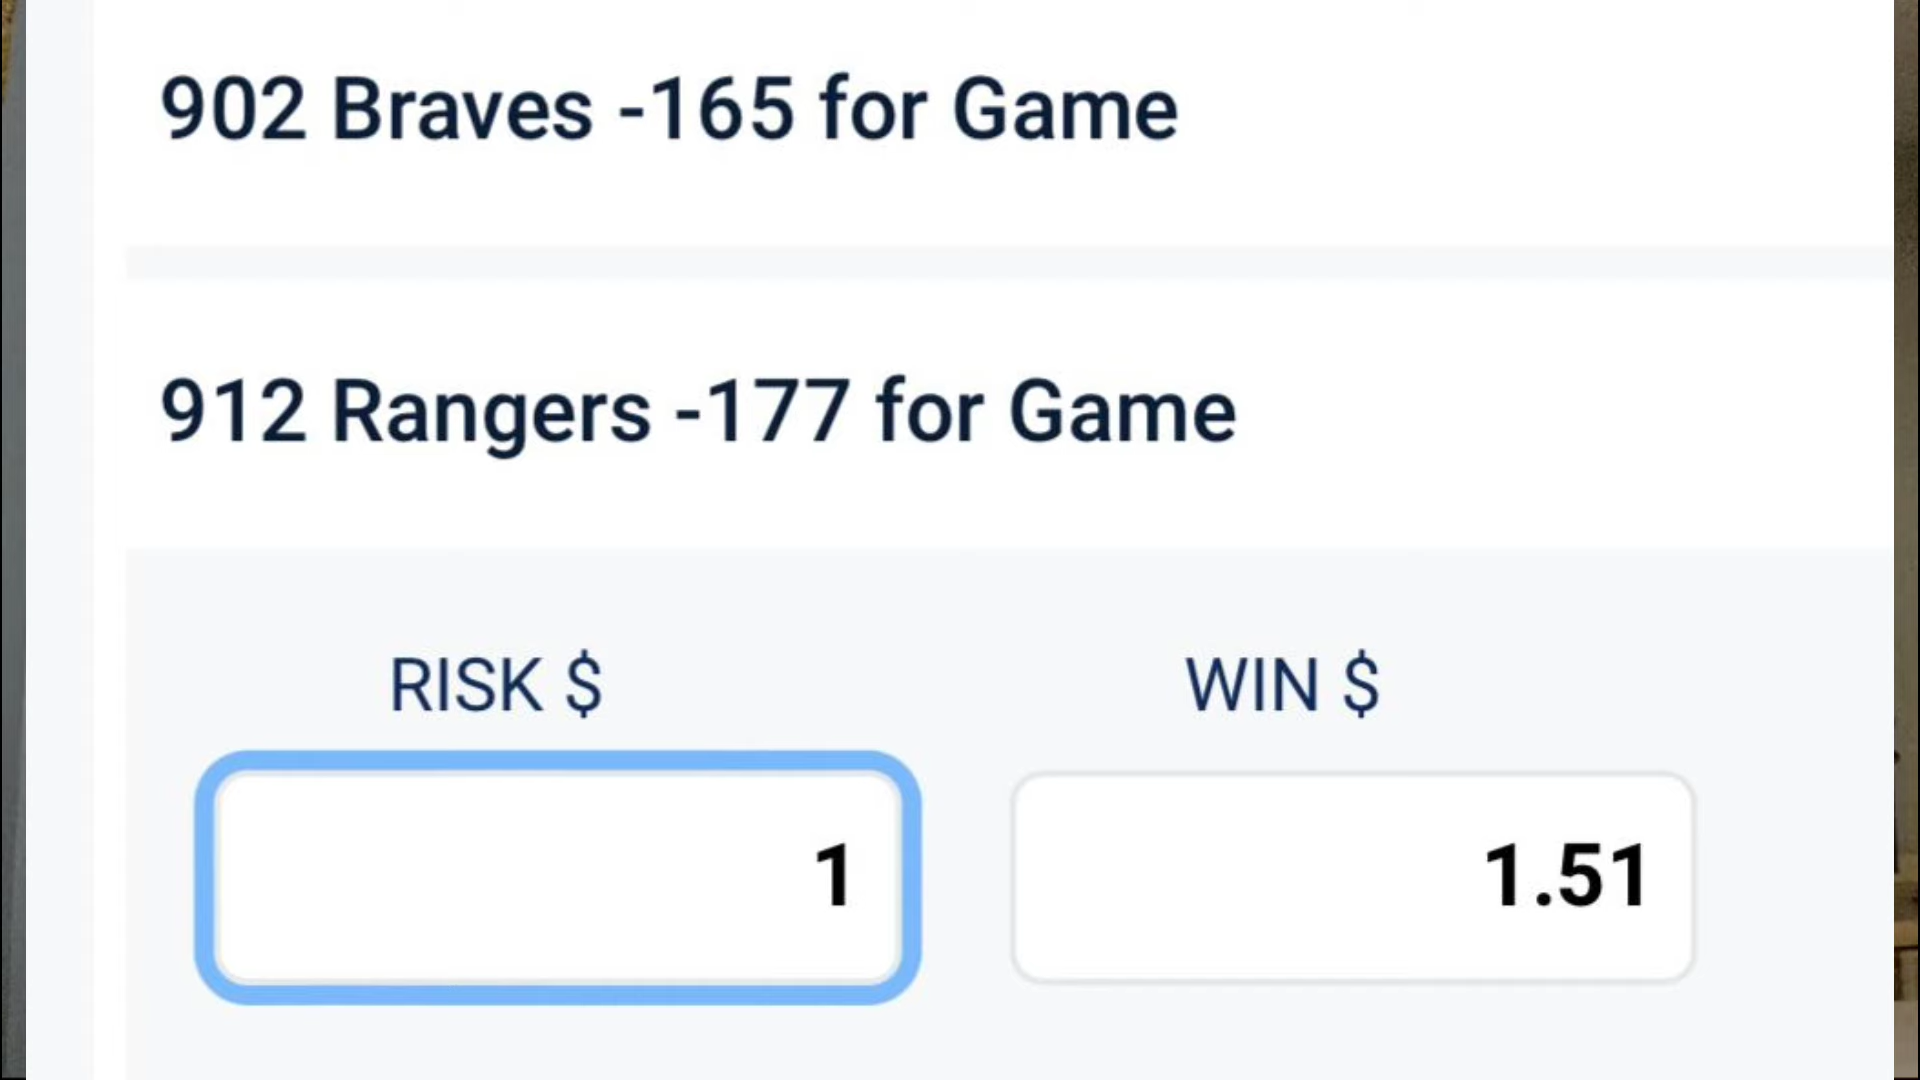 902 Braves -165 for Game
912 Rangers -177 for Game
RISK $ WIN $
1 1.51